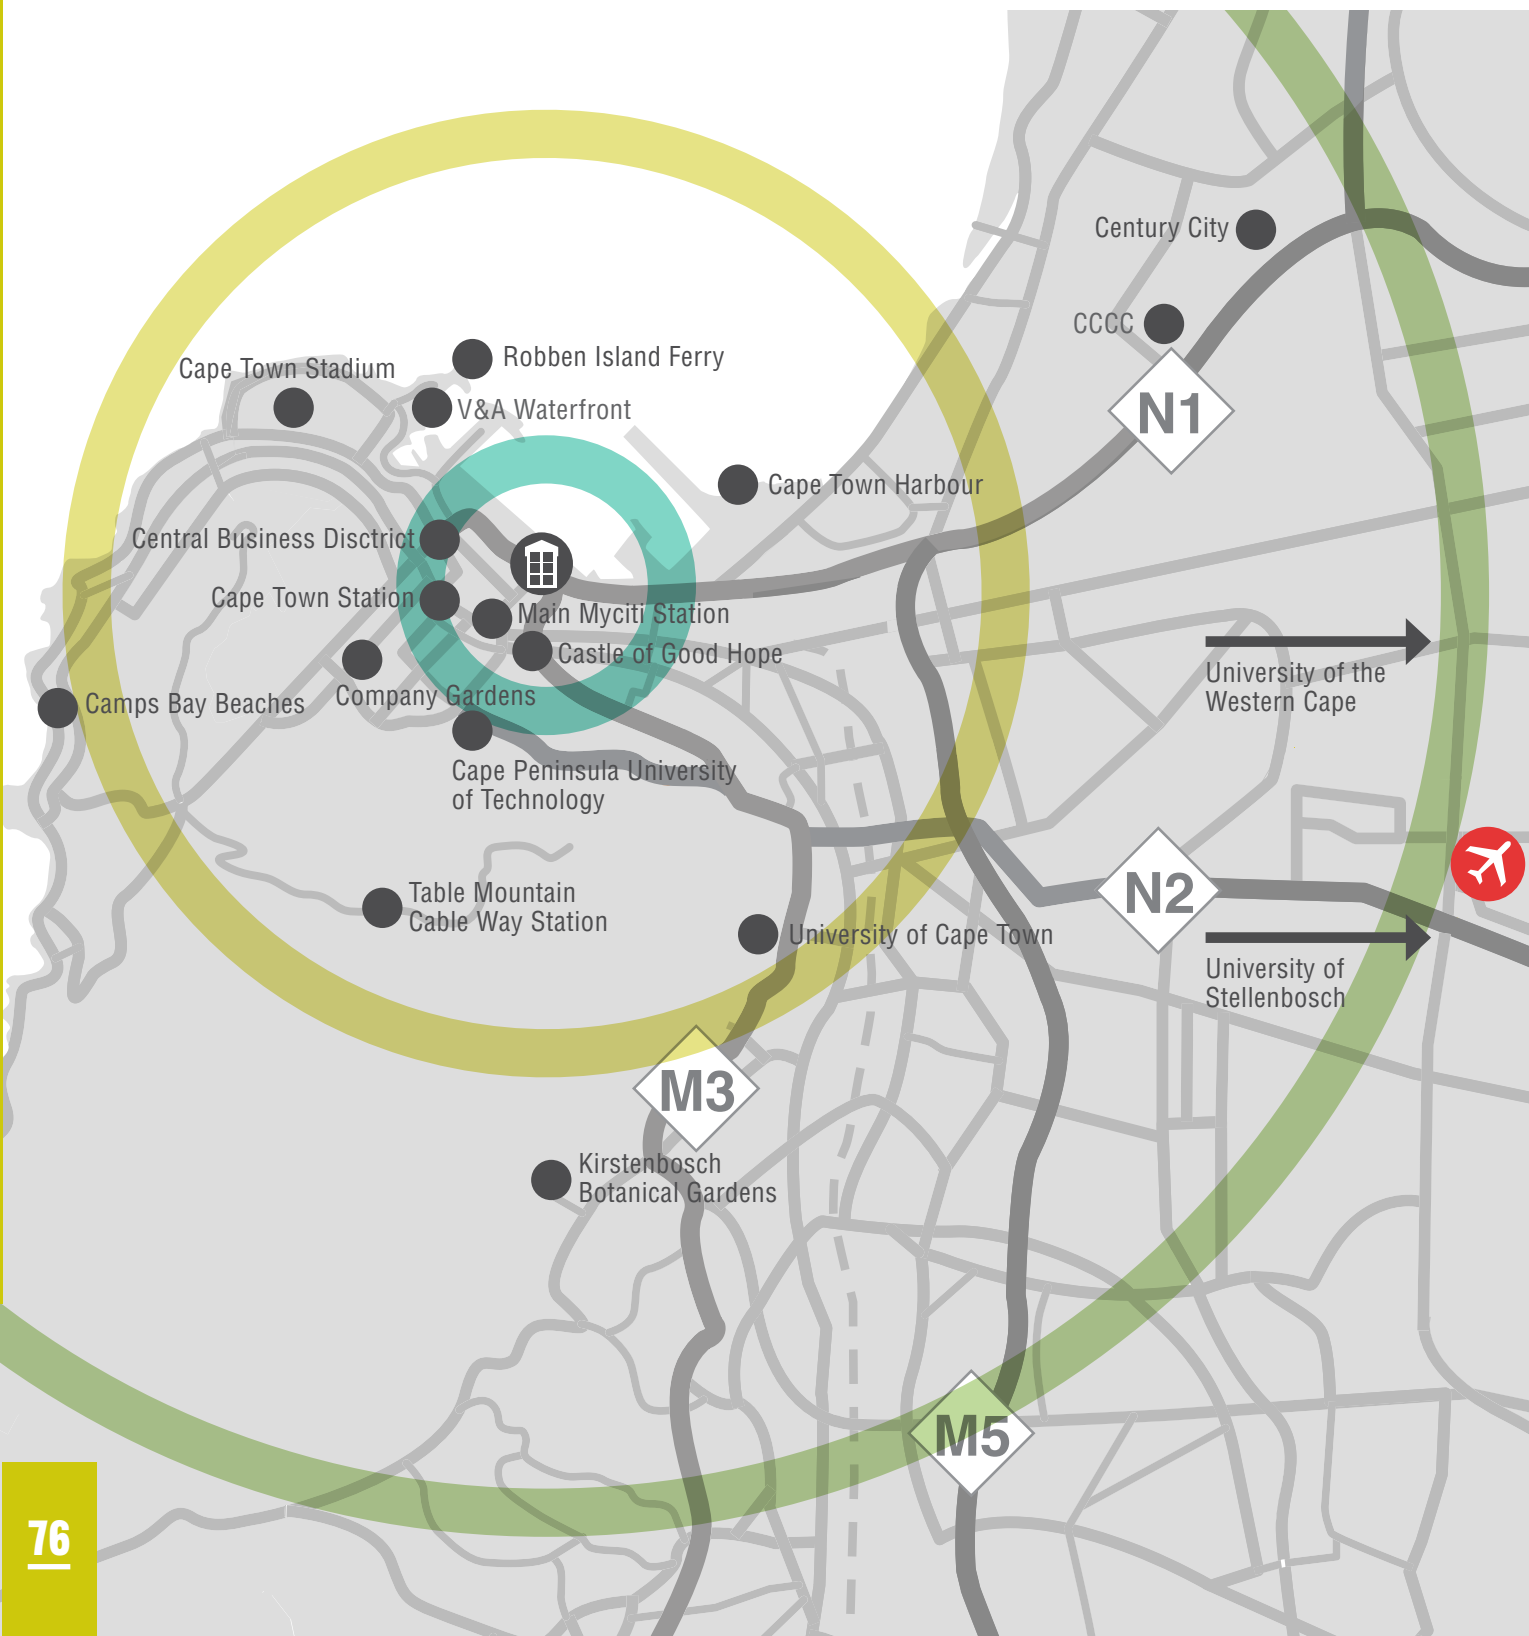 Century City
CCCC
N1
Robben Island Ferry
Cape Town Stadium
V&A Waterfront
Cape Town Harbour
Central Business Disctrict
Cape Town Station
Main Myciti Station
Castle of Good Hope
Company Gardens
Camps Bay Beaches
University of the
Western Cape
Cape Peninsula University
of Technology
Table Mountain
Cable Way Station
N2
University of Cape Town
University of
Stellenbosch
M3
Kirstenbosch
Botanical Gardens
M5
76